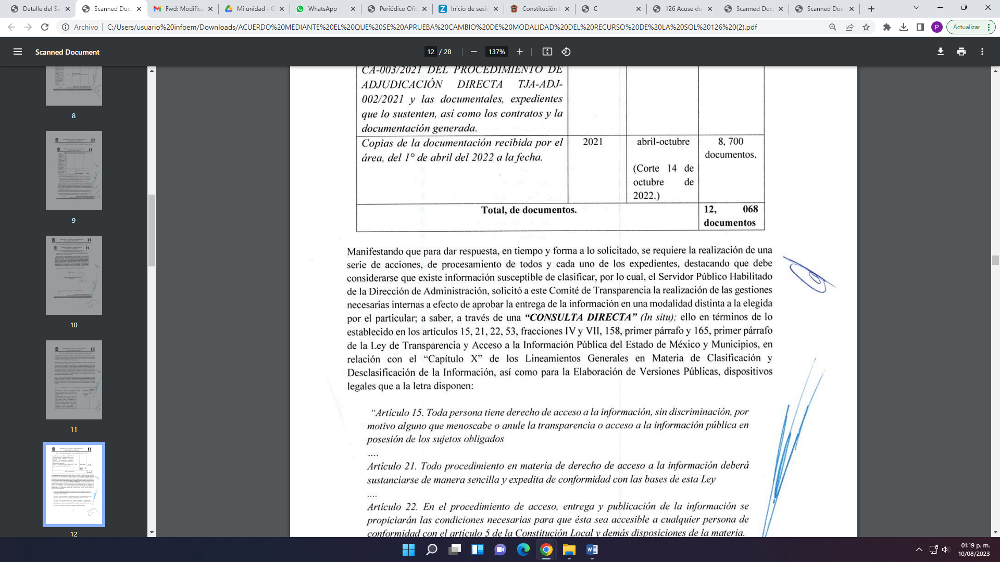 Detalle del Se
Scanned Docu
Fwd: Modifica
Mi unidad - G
WhatsApp
Periódico Ofic
Inicio de sesió
Constitución
C
126 Acuse de
Scanned Doc
Scanned Doc
Archivo
C:/Users/usuario%20infoem/Downloads/ACUERDO%20MEDIANTE%20EL%20QUE%20SE%20APRUEBA%20CAMBIO%20DE%20MODALIDAD%20DEL%20RECURSO%20DE%20LA%20SOL%20126%20(2).pdf
P
Actualizar
Scanned Document
12 / 28
137%
8
9
10
11
12
CA-003/2021 DEL PROCEDIMIENTO DE
ADJUDICACIÓN DIRECTA TJA-ADJ-
002/2021 y las documentales, expedientes
que lo sustenten, así como los contratos y la
documentación generada.
Copias de la documentación recibida por el
área, del 1° de abril del 2022 a la fecha.
2021
abril-octubre
(Corte 14 de
octubre de
2022.)
8, 700
documentos.
Total, de documentos.
12, 068
documentos
Manifestando que para dar respuesta, en tiempo y forma a lo solicitado, se requiere la realización de una
serie de acciones, de procesamiento de todos y cada uno de los expedientes, destacando que debe
considerarse que existe información susceptible de clasificar, por lo cual, el Servidor Público Habilitado
de la Dirección de Administración, solicitó a este Comité de Transparencia la realización de las gestiones
necesarias internas a efecto de aprobar la entrega de la información en una modalidad distinta a la elegida
por el particular; a saber, a través de una “CONSULTA DIRECTA” (In situ); ello en términos de lo
establecido en los artículos 15, 21, 22, 53, fracciones IV y VII, 158, primer párrafo y 165, primer párrafo
de la Ley de Transparencia y Acceso a la Información Pública del Estado de México y Municipios, en
relación con el “Capítulo X” de los Lineamientos Generales en Materia de Clasificación y
Desclasificación de la Información, así como para la Elaboración de Versiones Públicas, dispositivos
legales que a la letra disponen:
“Artículo 15. Toda persona tiene derecho de acceso a la información, sin discriminación, por
motivo alguno que menoscabe o anule la transparencia o acceso a la información pública en
posesión de los sujetos obligados
....
Artículo 21. Todo procedimiento en materia de derecho de acceso a la información deberá
sustanciarse de manera sencilla y expedita de conformidad con las bases de esta Ley
....
Artículo 22. En el procedimiento de acceso, entrega y publicación de la información se
propiciarán las condiciones necesarias para que ésta sea accesible a cualquier persona de
conformidad con el artículo 5 de la Constitución Local y demás disposiciones de la materia.
01:19 p. m.
10/08/2023